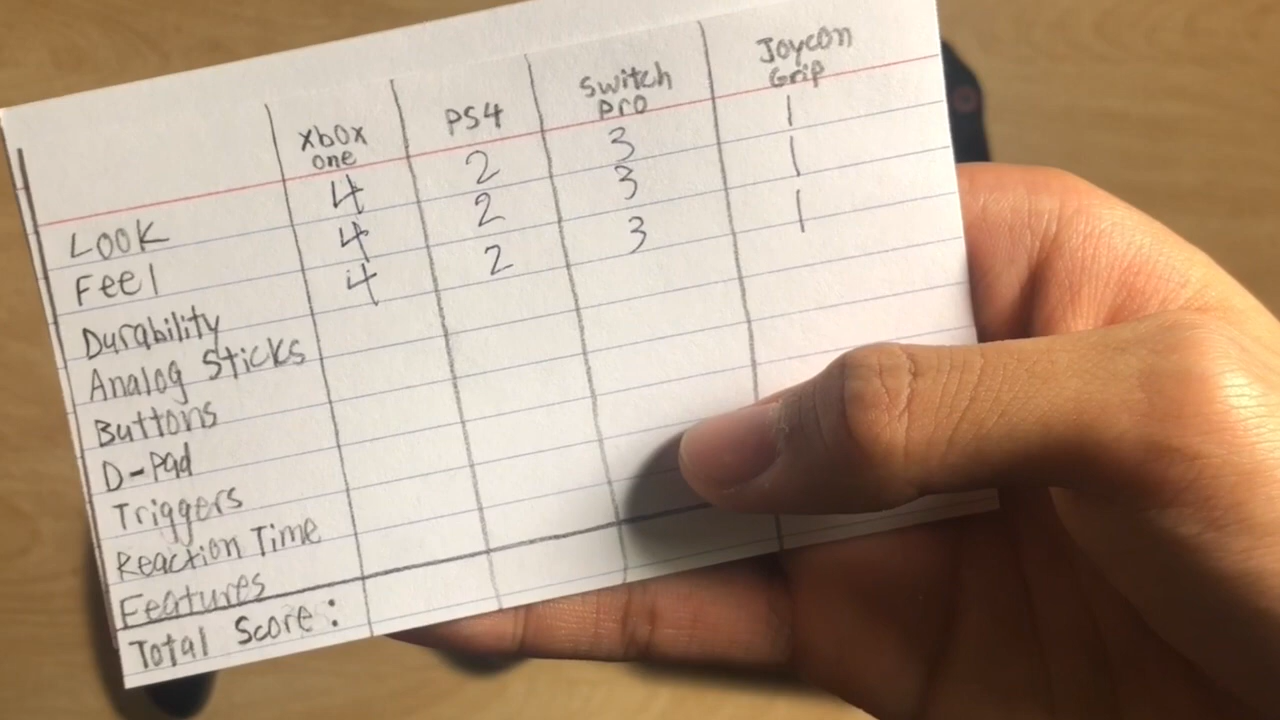 Xbox one PS4 Switch Pro Joycon Grip
Look 4 2 3 1
Feel 4 2 3 1
Durability 4 2 3 1
Analog Sticks
Buttons
D-Pad
Triggers
Reaction Time
Features
Total Score: